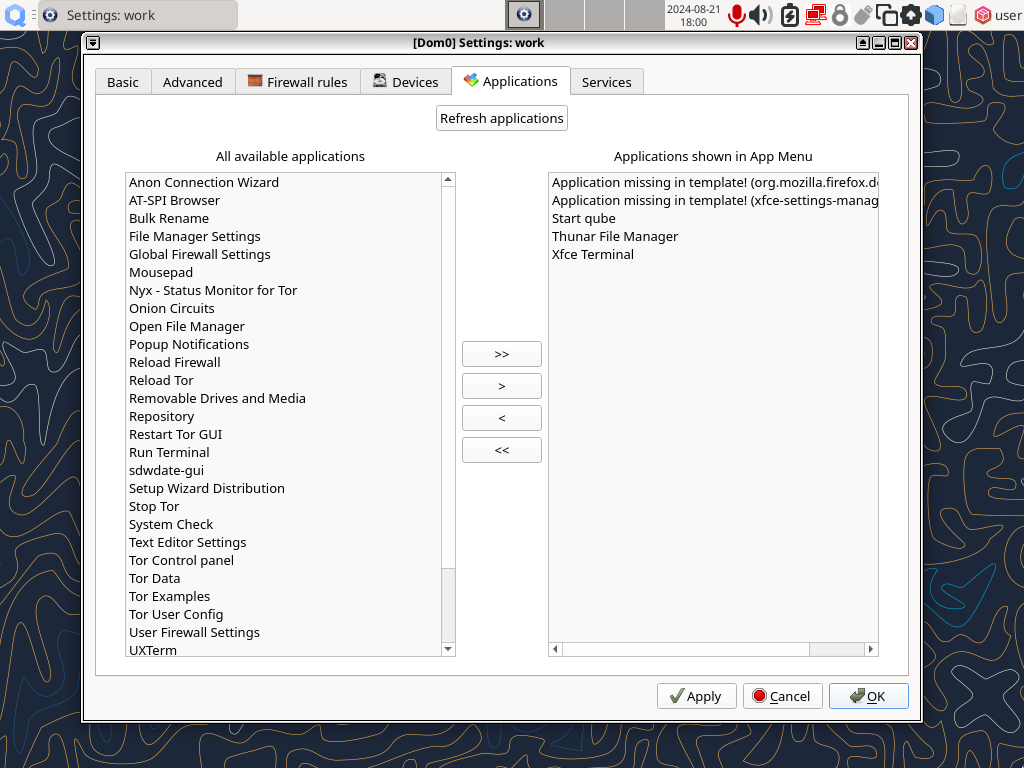 Settings: work
2024-08-21
18:00
user
[Dom0] Settings: work
Basic
Advanced
Firewall rules
Devices
Applications
Services
Refresh applications
All available applications
Applications shown in App Menu
Anon Connection Wizard
AT-SPI Browser
Bulk Rename
File Manager Settings
Global Firewall Settings
Mousepad
Nyx - Status Monitor for Tor
Onion Circuits
Open File Manager
Popup Notifications
Reload Firewall
Reload Tor
Removable Drives and Media
Repository
Restart Tor GUI
Run Terminal
sdwdate-gui
Setup Wizard Distribution
Stop Tor
System Check
Text Editor Settings
Tor Control panel
Tor Data
Tor Examples
Tor User Config
User Firewall Settings
UXTerm
>>
>
<
<<
Application missing in template! (org.mozilla.firefox.de
Application missing in template! (xfce-settings-manag
Start qube
Thunar File Manager
Xfce Terminal
Apply
Cancel
OK